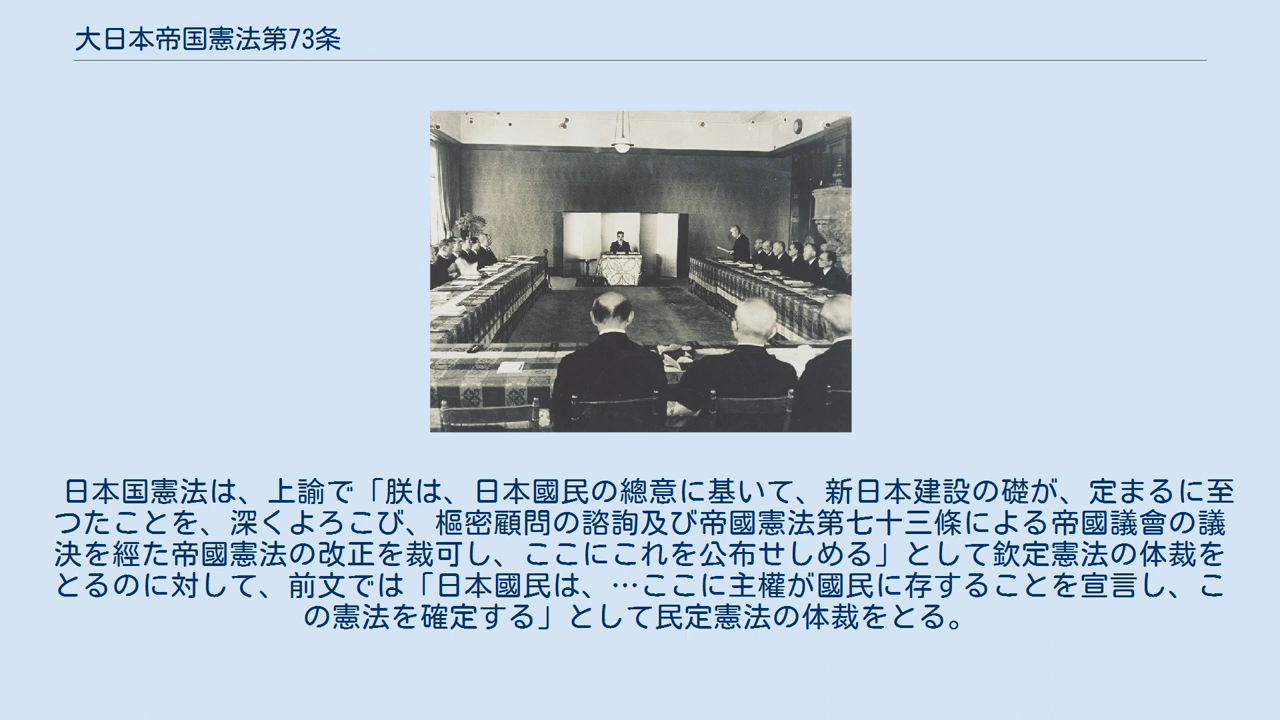 大日本帝国憲法第73条
日本国憲法は、上諭で「朕は、日本國民の總意に基いて、新日本建設の礎が、定まるに至
つたことを、深くよろこび、樞密顧問の諮詢及び帝國憲法第七十三條による帝國議會の議
決を經た帝國憲法の改正を裁可し、ここにこれを公布せしめる」として欽定憲法の体裁を
とるのに対して、前文では「日本國民は、…ここに主權が國民に存することを宣言し、こ
の憲法を確定する」として民定憲法の体裁をとる。